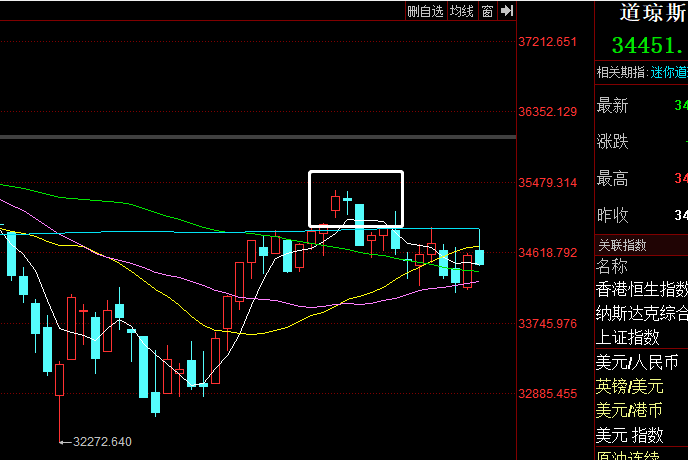 删自选 均线 窗
37212.651
36352.129
35479.314
34618.792
33745.976
32885.455
32272.640
道琼斯
34451.
相关期指:迷你道
最新 34
涨跌 -
最高 34
昨收 34
关联指数
名称
香港恒生指数
纳斯达克综合
上证指数
美元/人民币
英镑/美元
美元/港币
美元 指数
原油连续